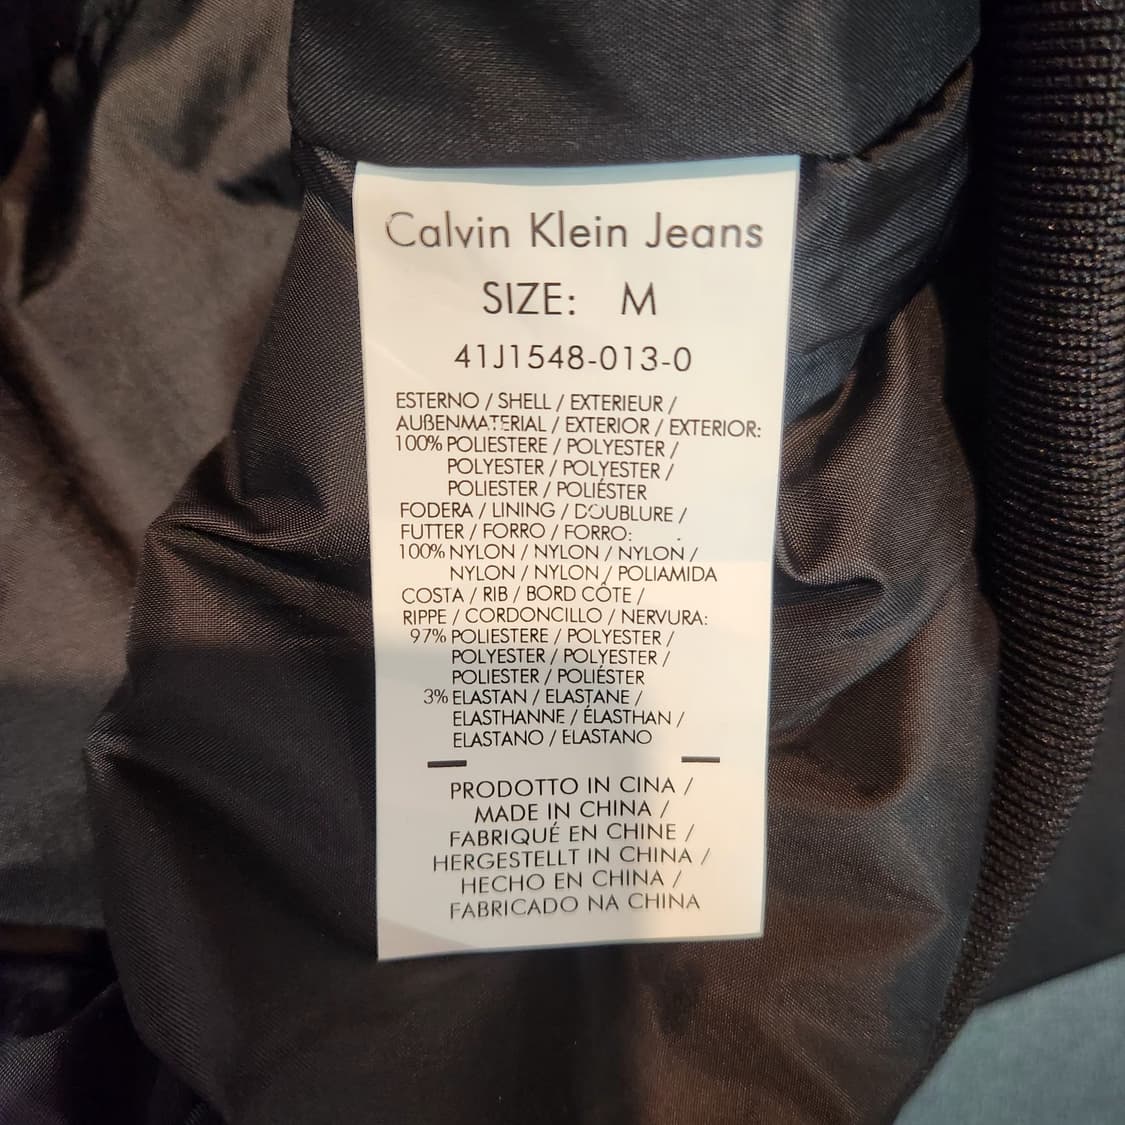 Calvin Klein Jeans
SIZE: M
41J1548-013-0
ESTERNO / SHELL / EXTERIEUR /
AUßENMATERIAL / EXTERIOR / EXTERIOR:
100% POLIESTERE / POLYESTER /
POLYESTER / POLYESTER /
POLIESTER / POLIÉSTER
FODERA / LINING / DOUBLURE /
FUTTER / FORRO / FORRO:
100% NYLON / NYLON / NYLON /
NYLON / NYLON / POLIAMIDA
COSTA / RIB / BORD CÔTE /
RIPPE / CORDONCILLO / NERVURA:
97% POLIESTERE / POLYESTER /
POLYESTER / POLYESTER /
POLIESTER / POLIÉSTER
3% ELASTAN / ELASTANE /
ELASTHANNE / ÉLASTHAN /
ELASTANO / ELASTANO
PRODOTTO IN CINA /
MADE IN CHINA /
FABRIQUÉ EN CHINE /
HERGESTELLT IN CHINA /
HECHO EN CHINA /
FABRICADO NA CHINA